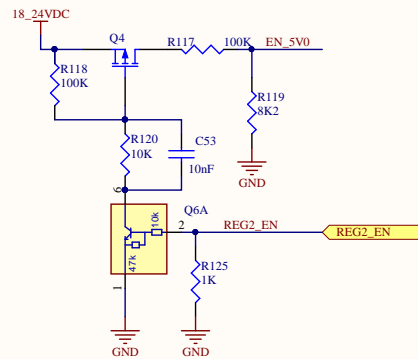 18_24VDC
Q4
R117
100K
EN_5V0
R118
100K
R119
8K2
R120
10K
C53
10nF
GND
6
Q6A
10k
2
REG2_EN
REG2_EN
47k
R125
1K
1
GND
GND